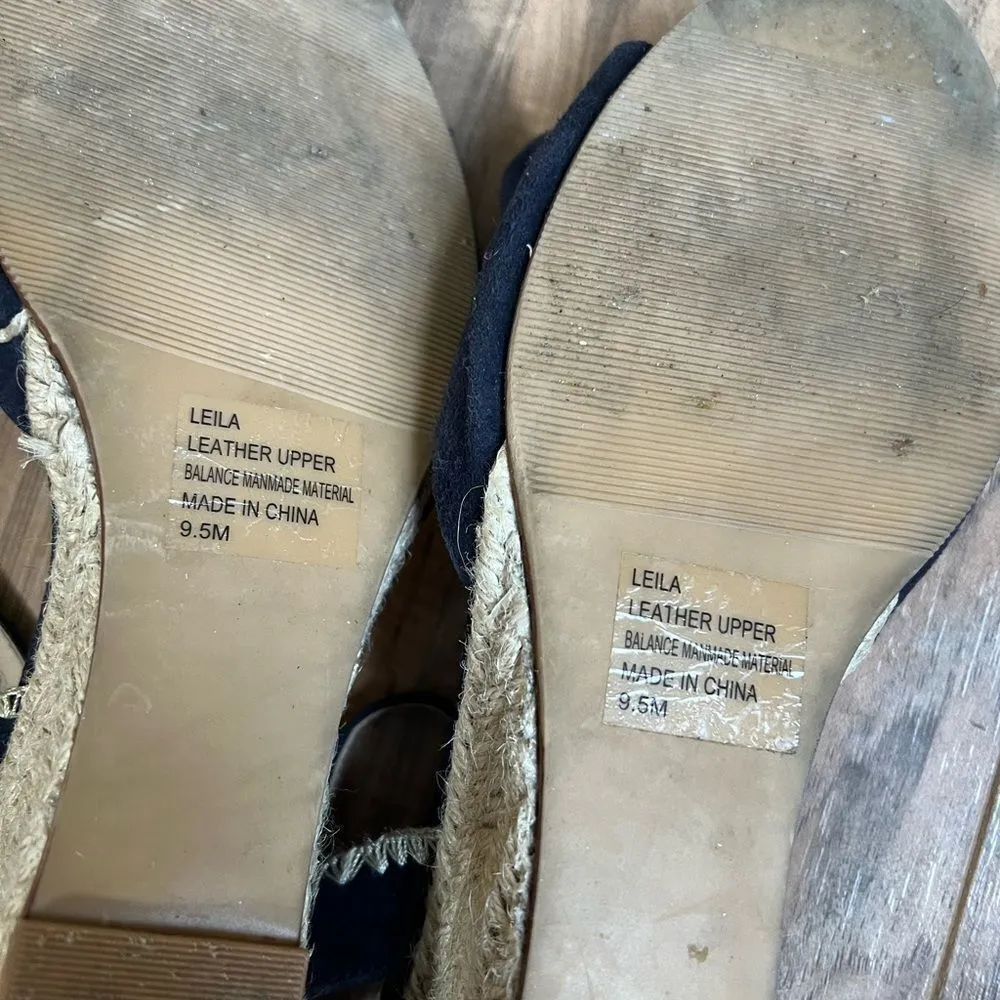 LEILA
LEATHER UPPER
BALANCE MANMADE MATERIAL
MADE IN CHINA
9.5M
LEILA
LEATHER UPPER
BALANCE MANMADE MATERIAL
MADE IN CHINA
9.5M